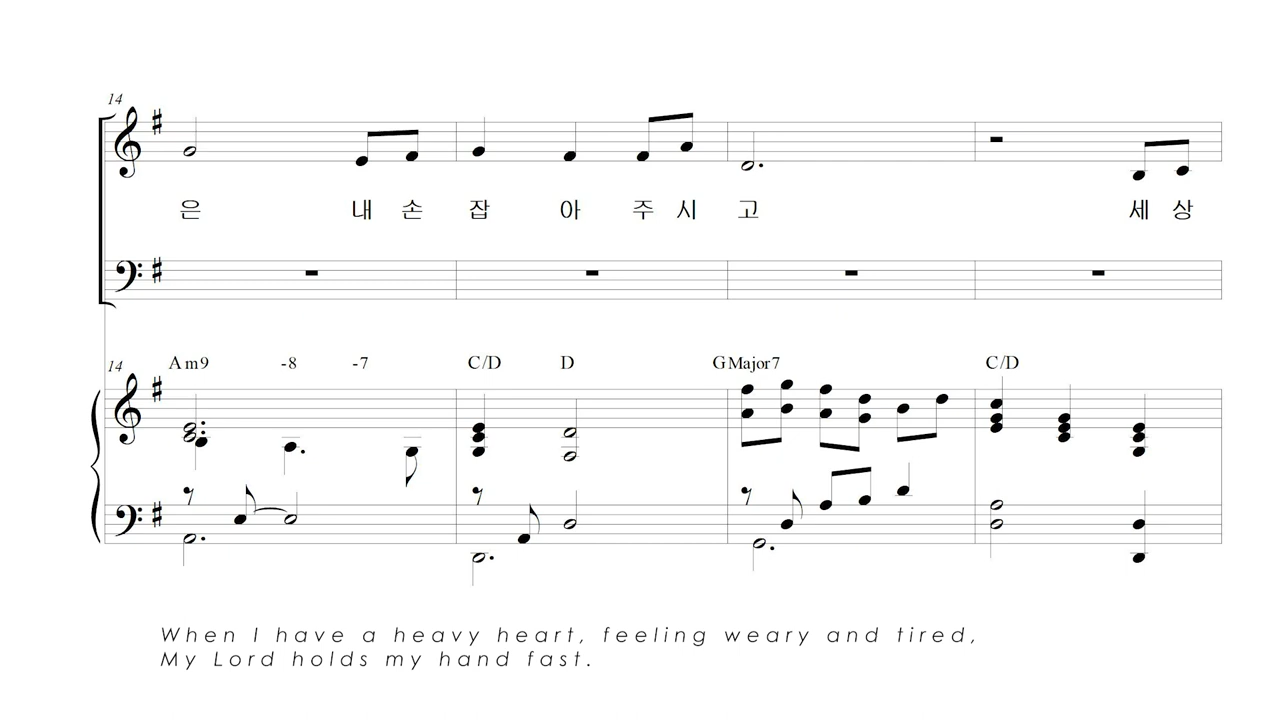 14
은 내 손 잡 아 주 시 고 세 상
14 Am9 -8 -7 C/D D GMajor7 C/D
When I have a heavy heart, feeling weary and tired,
My Lord holds my hand fast.